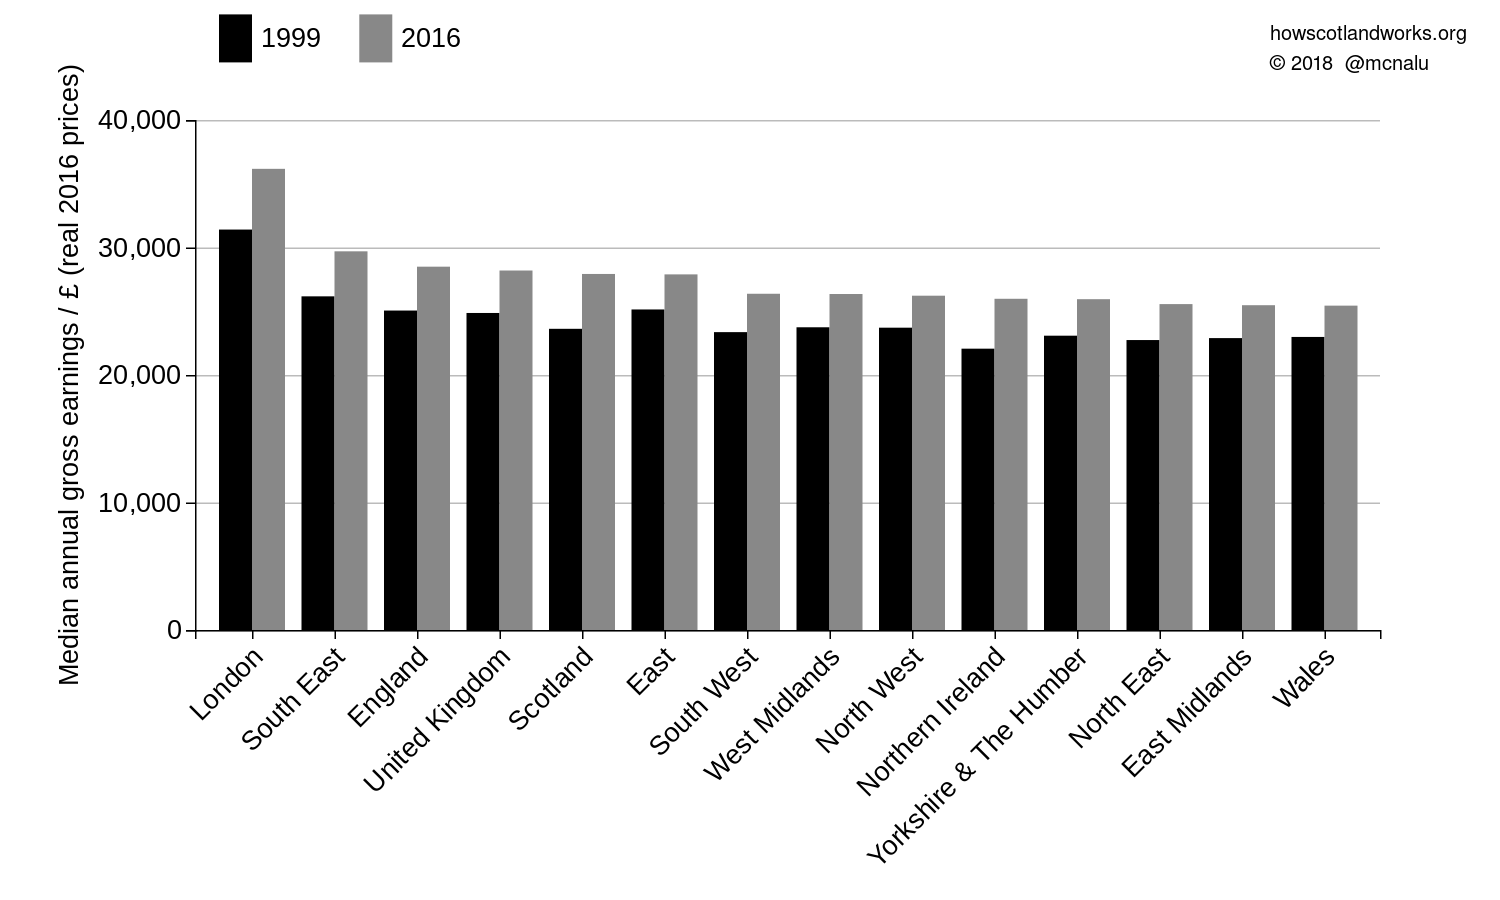 1999
2016
howscotlandworks.org
© 2018 @mcnalu
Median annual gross earnings / £ (real 2016 prices)
40,000
30,000
20,000
10,000
0
London
South East
England
United Kingdom
Scotland
East
South West
West Midlands
North West
Northern Ireland
Yorkshire & The Humber
North East
East Midlands
Wales